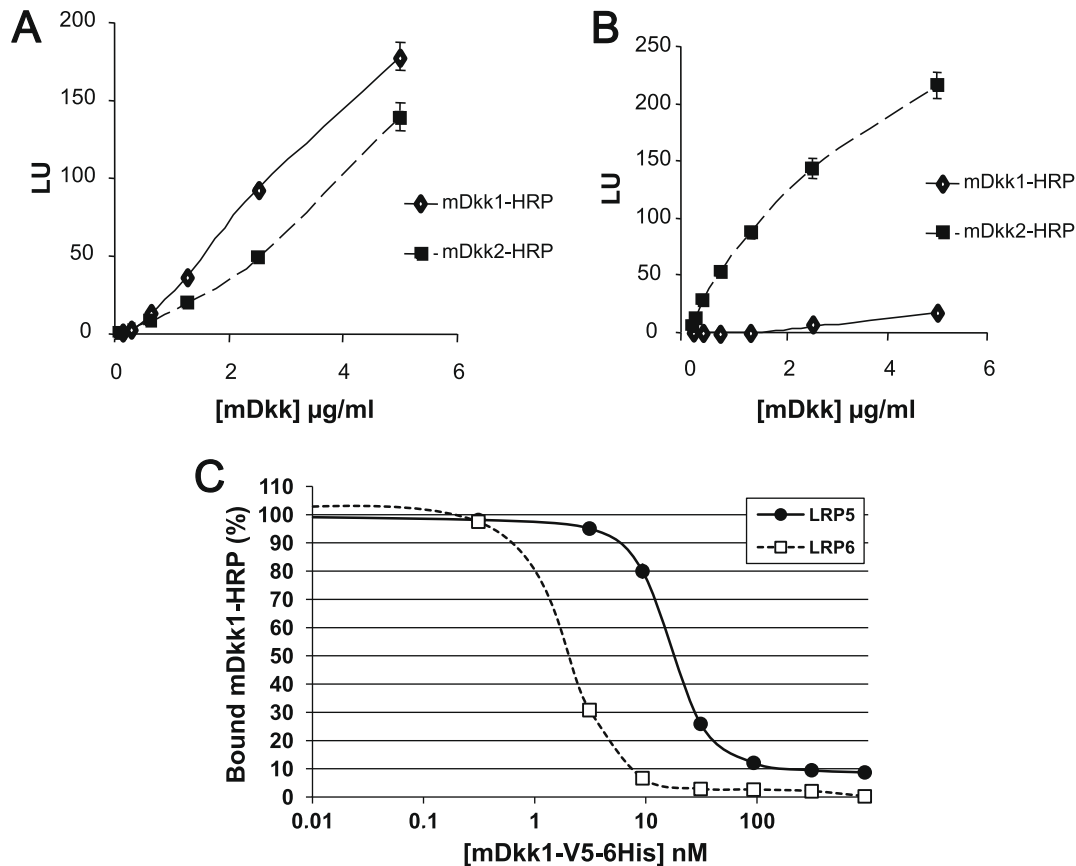 A
200
150
100
50
0
LU
0 2 4 6
[mDkk] µg/ml
mDkk1-HRP
mDkk2-HRP
B
250
200
150
100
50
0
LU
0 2 4 6
[mDkk] µg/ml
mDkk1-HRP
mDkk2-HRP
C
110
100
90
80
70
60
50
40
30
20
10
0
Bound mDkk1-HRP (%)
LRP5
LRP6
0.01 0.1 1 10 100
[mDkk1-V5-6His] nM